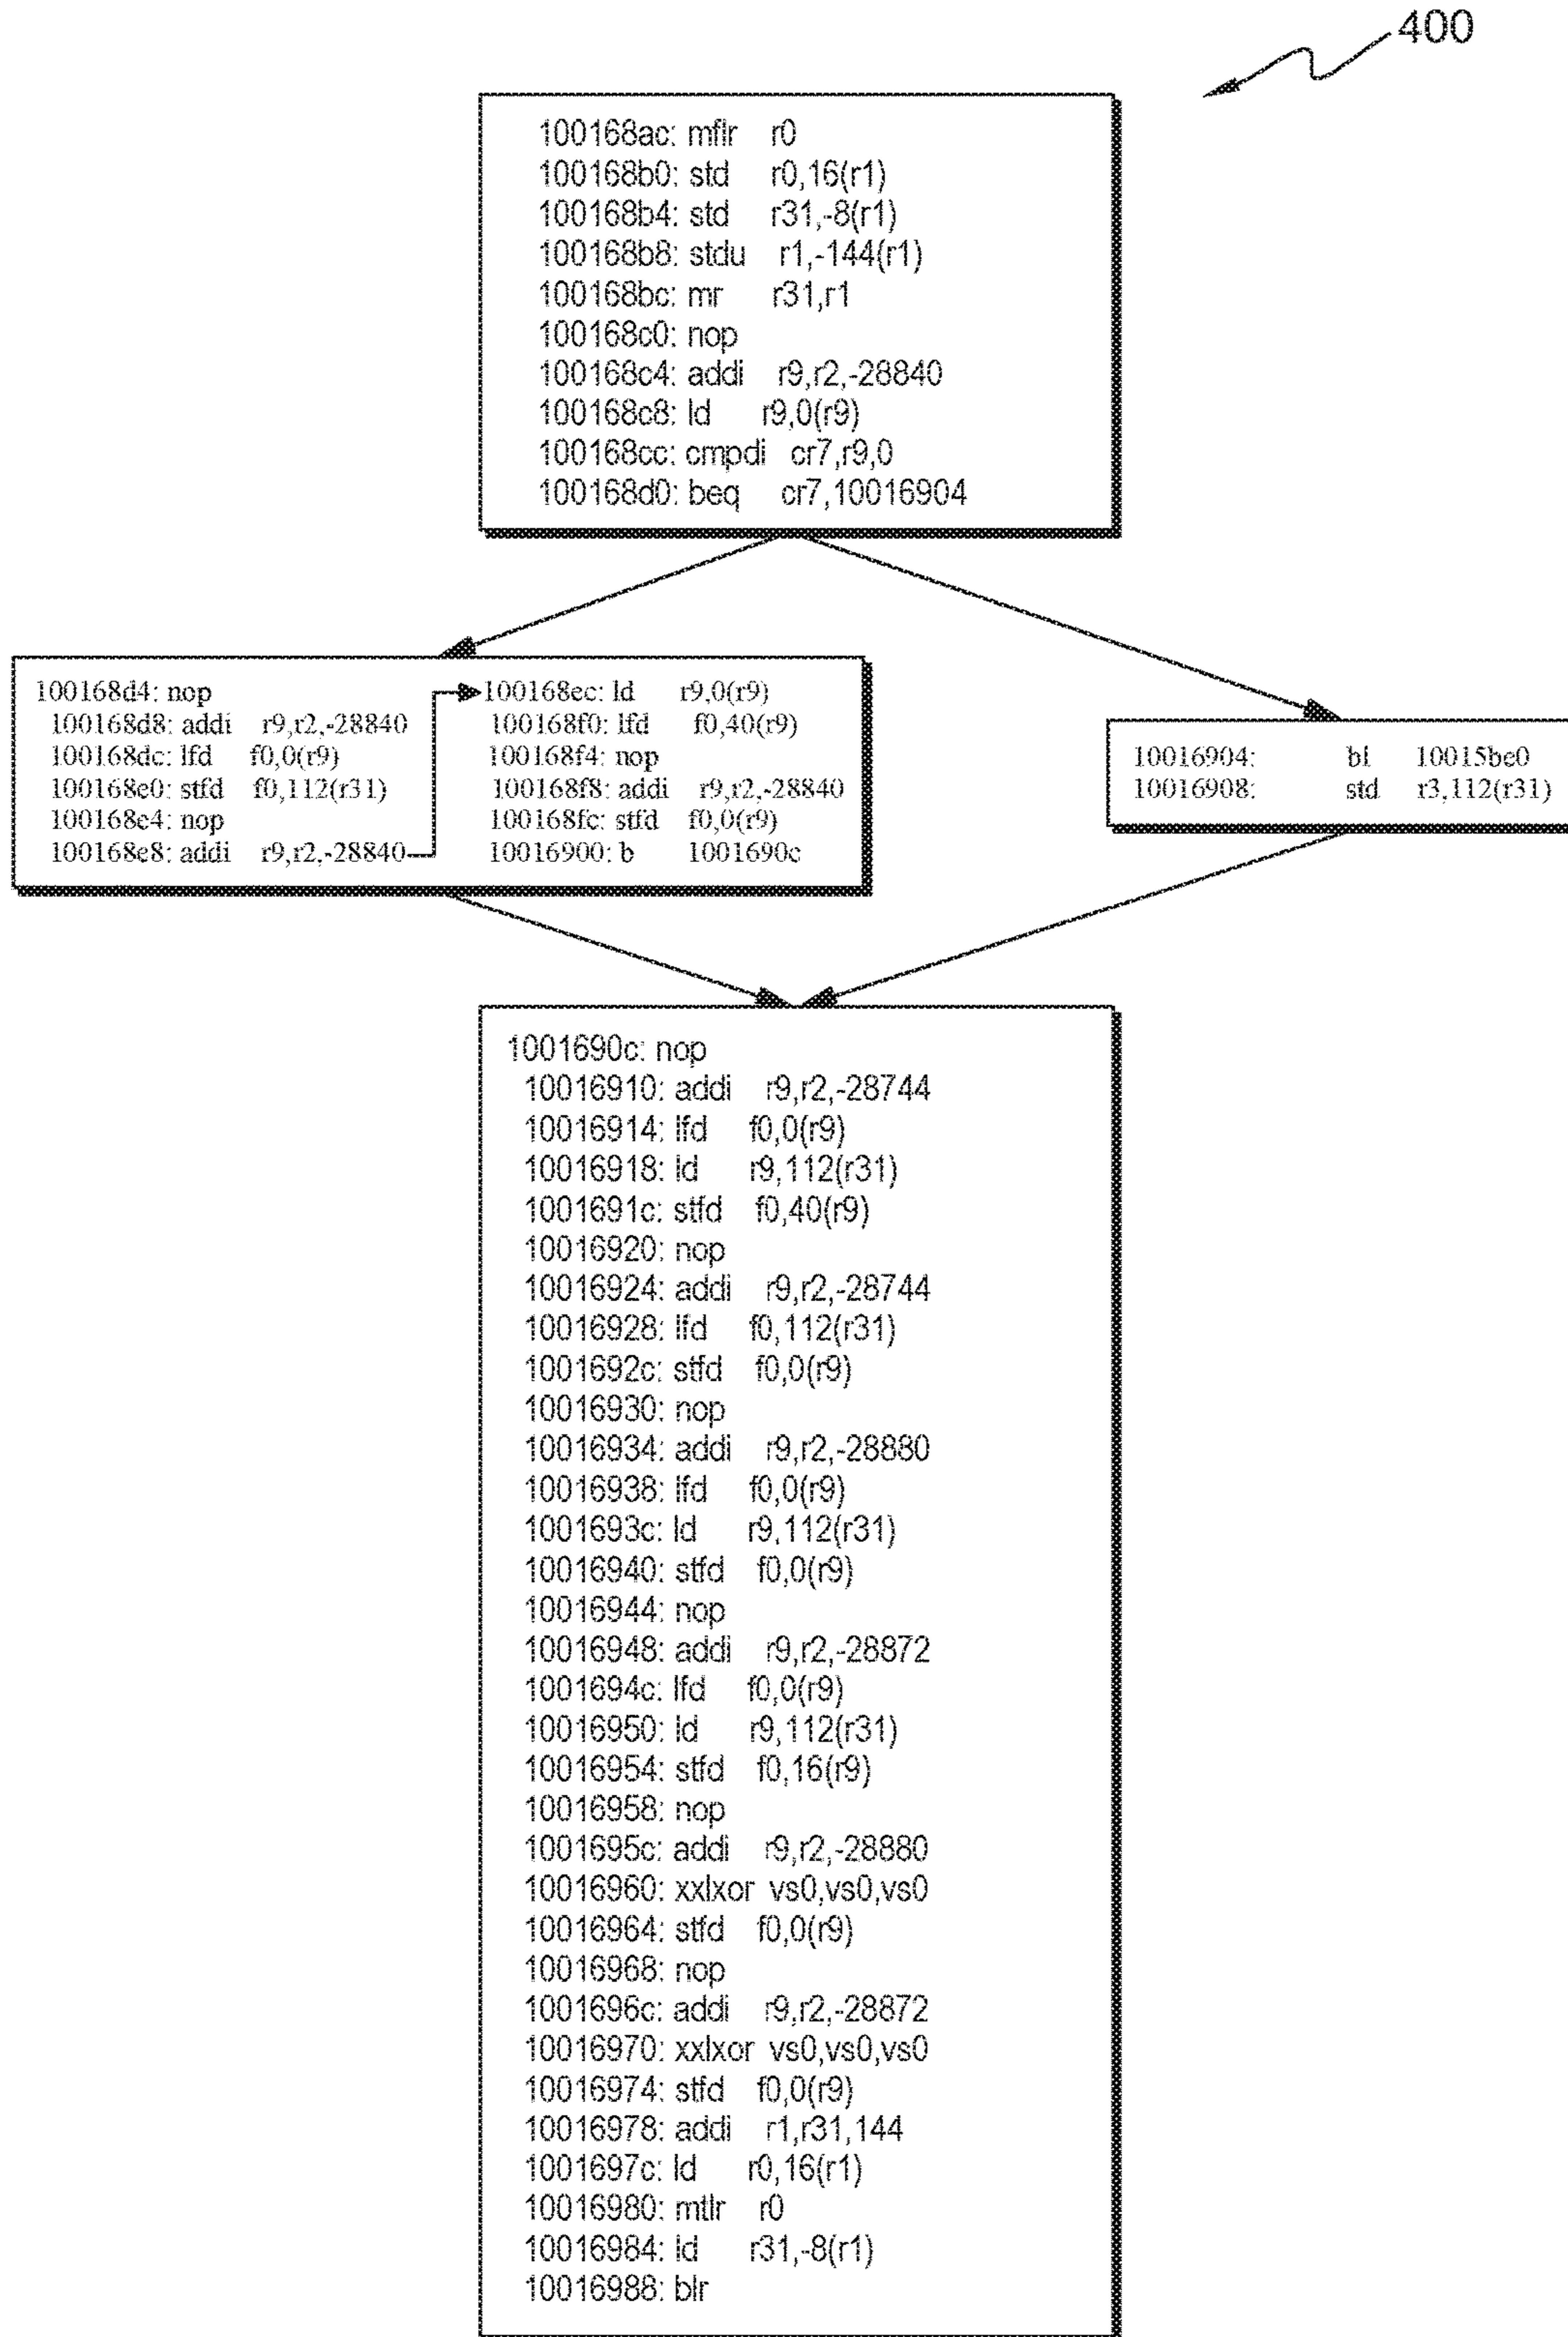 400
100168ac: mflr r0
100168b0: std r0,16(r1)
100168b4: std r31,-8(r1)
100168b8: stdu r1,-144(r1)
100168bc: mr r31,r1
100168c0: nop
100168c4: addi r9,r2,-28840
100168c8: ld r9,0(r9)
100168cc: cmpdi cr7,r9,0
100168d0: beq cr7,10016904
100168d4: nop
100168d8: addi r9,r2,-28840
100168dc: lfd f0,0(r9)
100168e0: stfd f0,112(r31)
100168e4: nop
100168e8: addi r9,r2,-28840
100168ec: ld r9,0(r9)
100168f0: lfd f0,40(r9)
100168f4: nop
100168f8: addi r9,r2,-28840
100168fc: stfd f0,0(r9)
10016900: b 1001690c
10016904: bl 10015be0
10016908: std r3,112(r31)
1001690c: nop
10016910: addi r9,r2,-28744
10016914: lfd f0,0(r9)
10016918: ld r9,112(r31)
1001691c: stfd f0,40(r9)
10016920: nop
10016924: addi r9,r2,-28744
10016928: lfd f0,112(r31)
1001692c: stfd f0,0(r9)
10016930: nop
10016934: addi r9,r2,-28880
10016938: lfd f0,0(r9)
1001693c: ld r9,112(r31)
10016940: stfd f0,0(r9)
10016944: nop
10016948: addi r9,r2,-28872
1001694c: lfd f0,0(r9)
10016950: ld r9,112(r31)
10016954: stfd f0,16(r9)
10016958: nop
1001695c: addi r9,r2,-28880
10016960: xxlxor vs0,vs0,vs0
10016964: stfd f0,0(r9)
10016968: nop
1001696c: addi r9,r2,-28872
10016970: xxlxor vs0,vs0,vs0
10016974: stfd f0,0(r9)
10016978: addi r1,r31,144
1001697c: ld r0,16(r1)
10016980: mtlr r0
10016984: ld r31,-8(r1)
10016988: blr